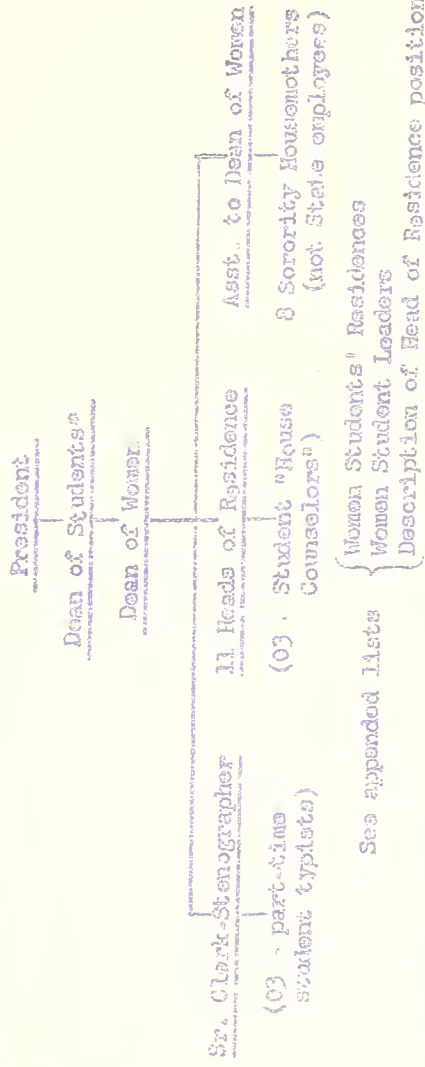 President
Dean of Students*
Dean of Women
Sr. Clerk-Stenographer
(03 - part-time
student typists)
11 Heads of Residence
(03 - Student "House
Counselors")
Asst. to Dean of Women
8 Sorority Housemothers
(not State employees)
See appended lists
Women Students' Residences
Women Student Leaders
Description of Head of Residence position